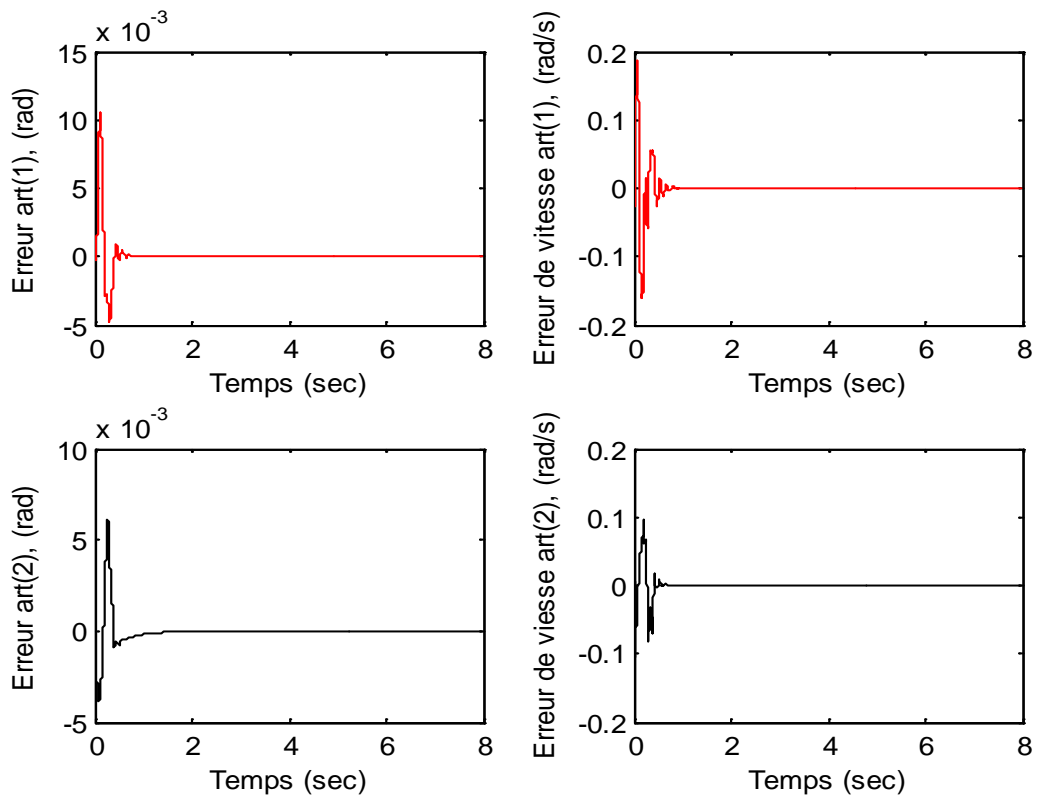 x 10-3
15
10
5
0
-5
0 2 4 6 8
Temps (sec)
Erreur art(1), (rad)
0.2
0.1
0
-0.1
-0.2
0 2 4 6 8
Temps (sec)
Erreur de vitesse art(1), (rad/s)
x 10-3
10
5
0
-5
0 2 4 6 8
Temps (sec)
Erreur art(2), (rad)
0.2
0.1
0
-0.1
-0.2
0 2 4 6 8
Temps (sec)
Erreur de viesse art(2), (rad/s)